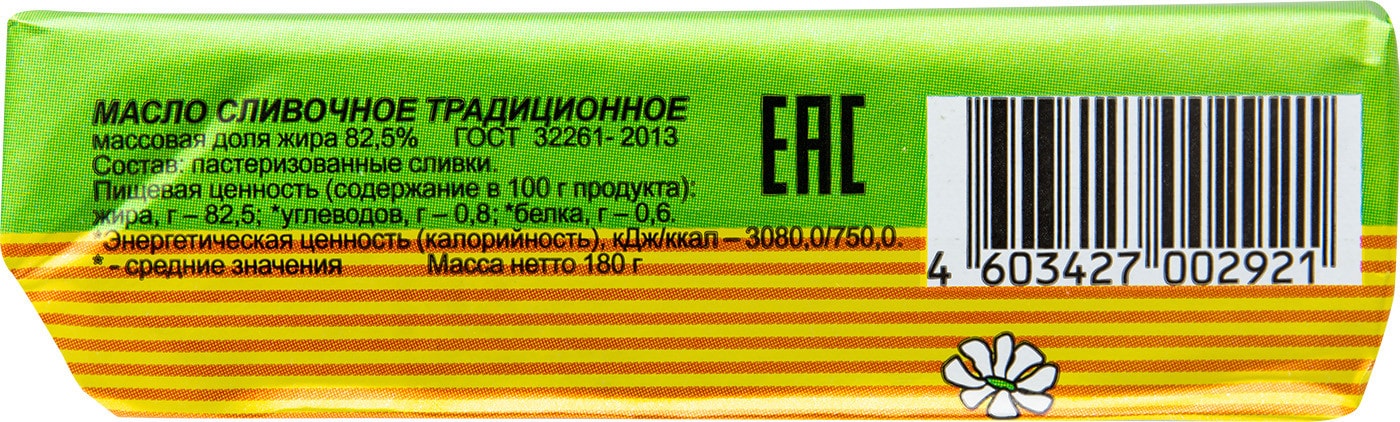 МАСЛО СЛИВОЧНОЕ ТРАДИЦИОННОЕ
массовая доля жира 82,5% ГОСТ 32261-2013
Состав: пастеризованные сливки.
Пищевая ценность (содержание в 100 г продукта):
жира, г – 82,5; *углеводов, г – 0,8; *белка, г – 0,6.
*Энергетическая ценность (калорийность), кДж/ккал – 3080,0/750,0.
* - средние значения Масса нетто 180 г
ЕАС
4 603427 002921